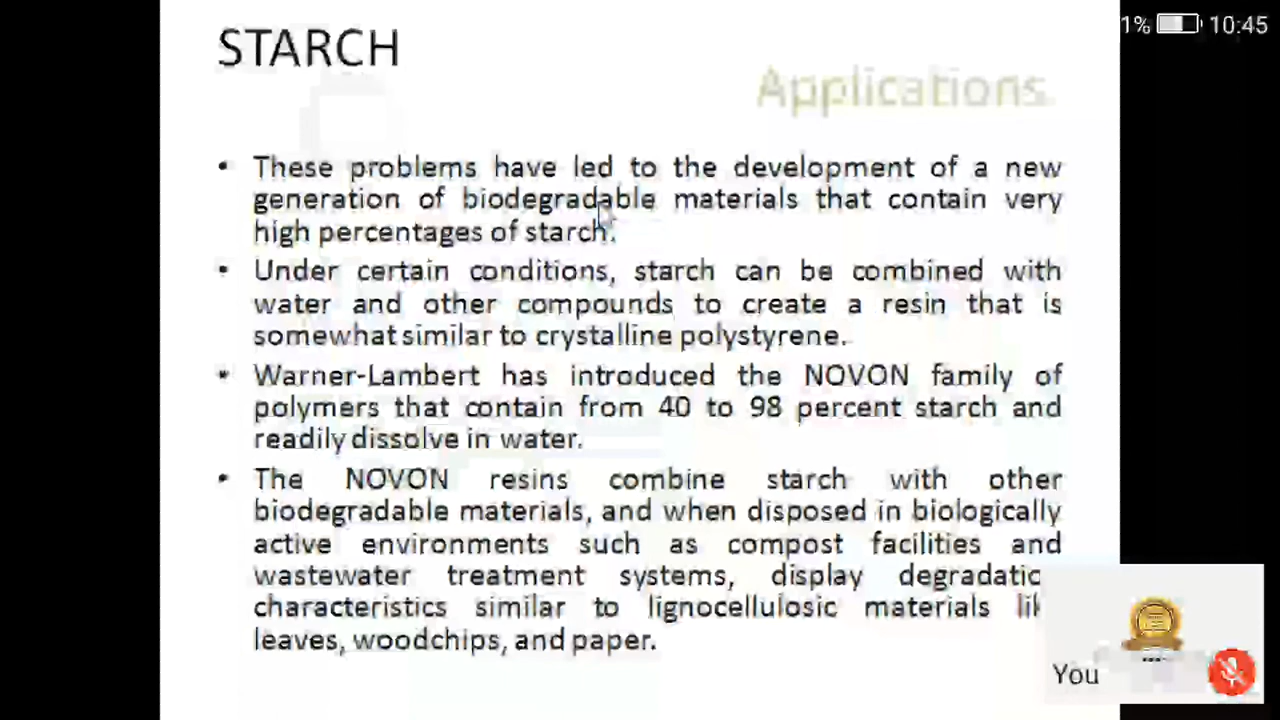 STARCH
1% 10:45
Applications
• These problems have led to the development of a new
generation of biodegradable materials that contain very
high percentages of starch.
• Under certain conditions, starch can be combined with
water and other compounds to create a resin that is
somewhat similar to crystalline polystyrene.
• Warner-Lambert has introduced the NOVON family of
polymers that contain from 40 to 98 percent starch and
readily dissolve in water.
• The NOVON resins combine starch with other
biodegradable materials, and when disposed in biologically
active environments such as compost facilities and
wastewater treatment systems, display degradatic
characteristics similar to lignocellulosic materials lik
leaves, woodchips, and paper.
You